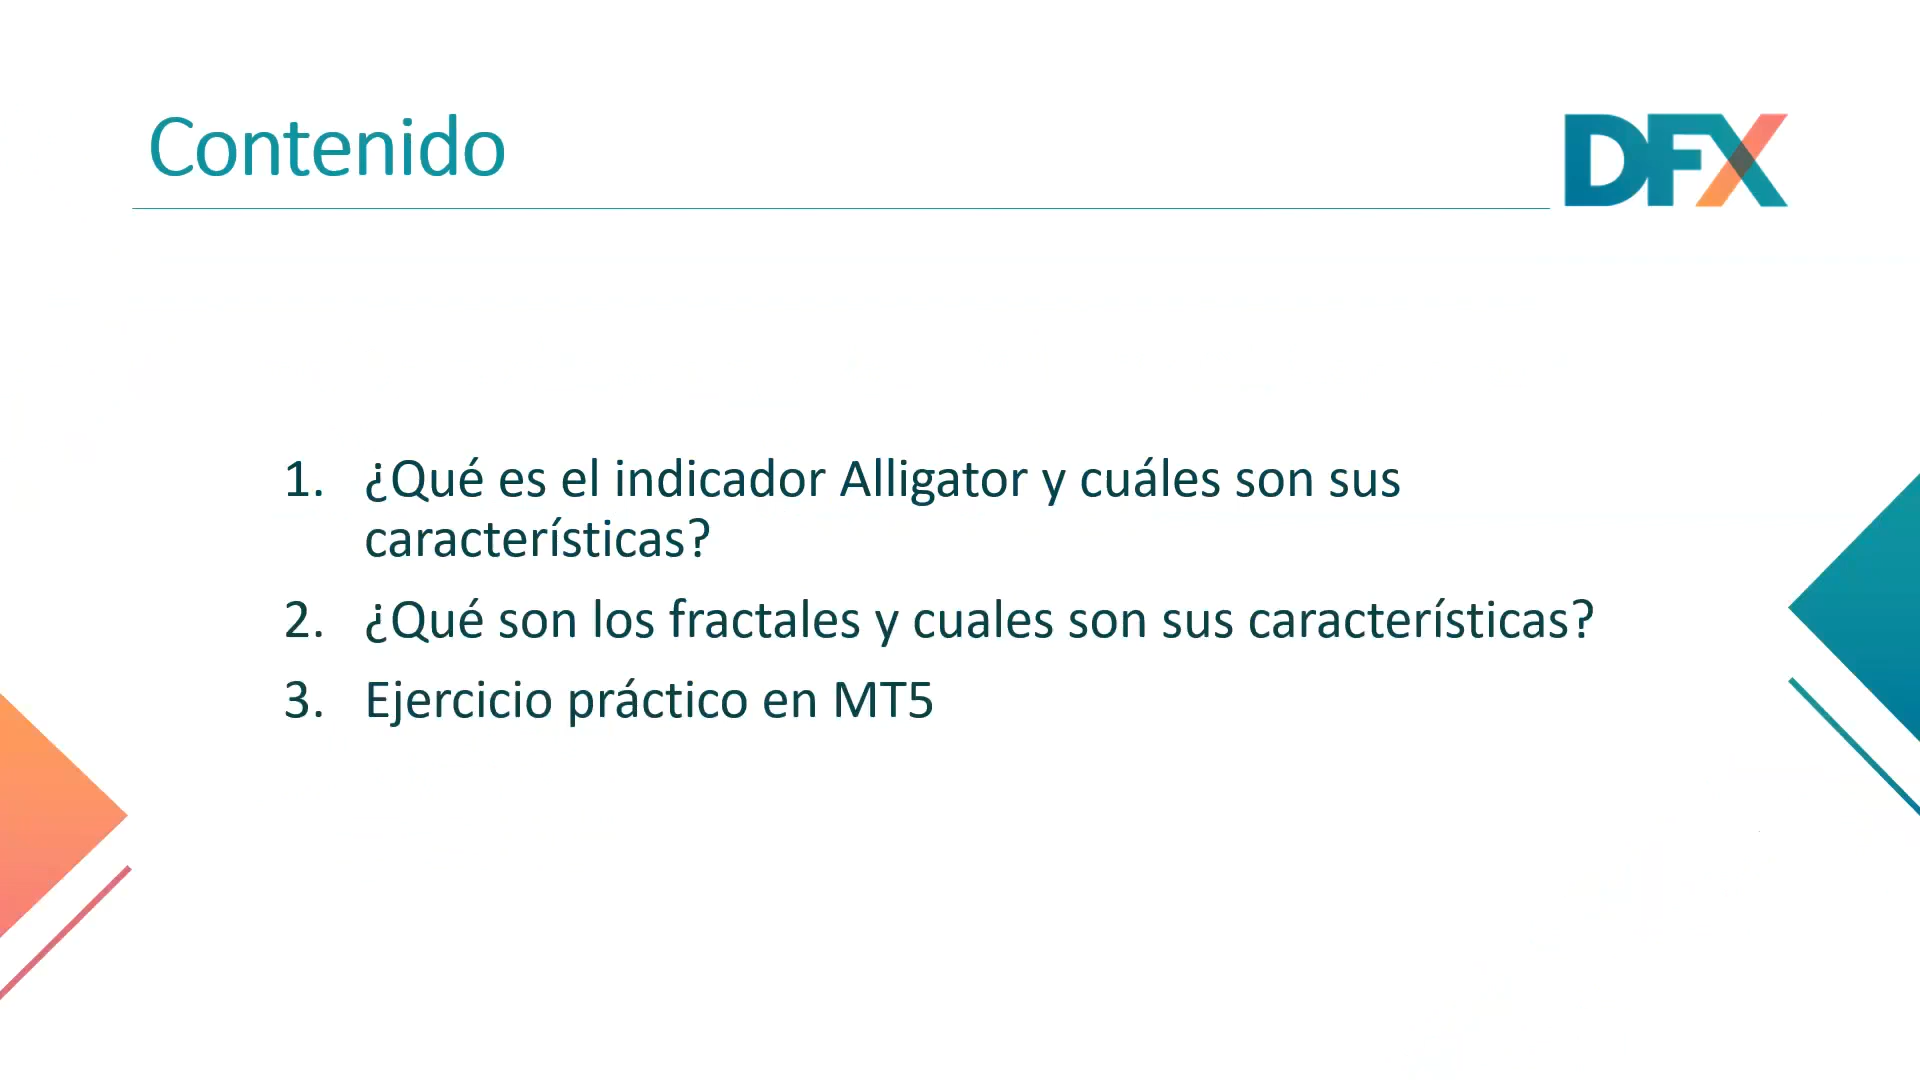 Contenido
DFX
1. ¿Qué es el indicador Alligator y cuáles son sus
características?
2. ¿Qué son los fractales y cuales son sus características?
3. Ejercicio práctico en MT5